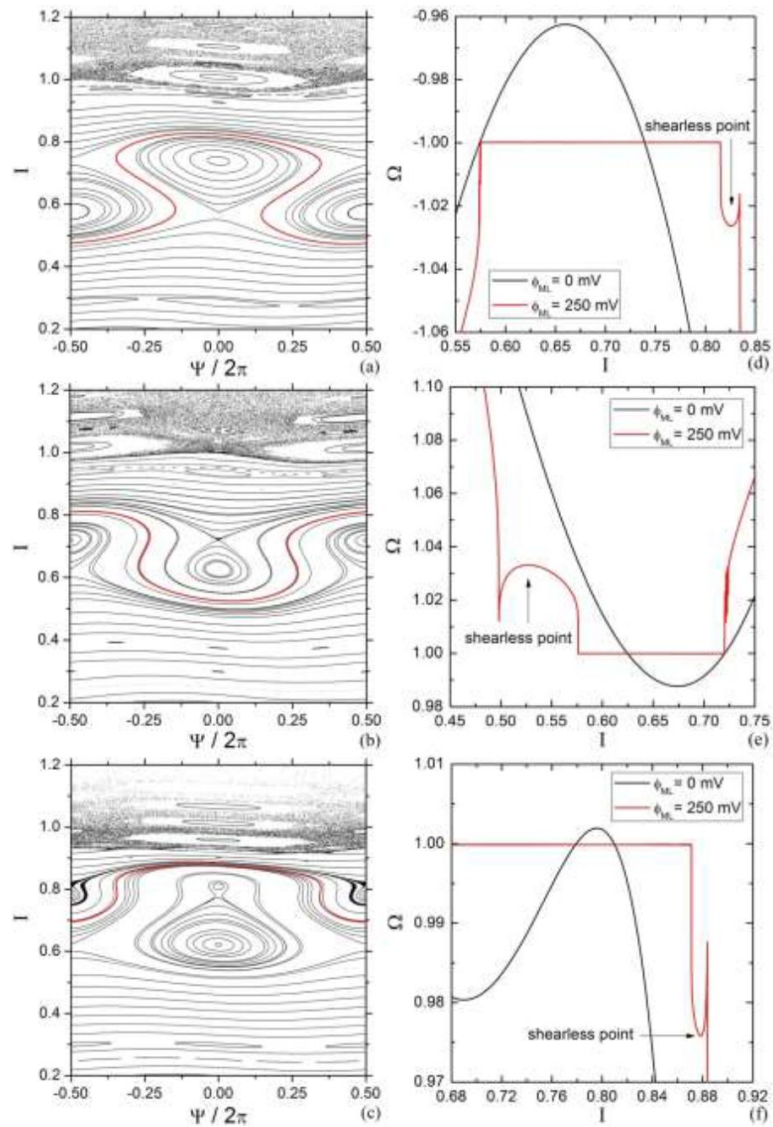 1.2
1.0
0.8
0.6
0.4
0.2
I
-0.50 -0.25 0.00 0.25 0.50
Ψ / 2π
(a)
-0.96
-0.98
-1.00
-1.02
-1.04
-1.06
Ω
shearless point
ϕML = 0 mV
ϕML = 250 mV
0.55 0.60 0.65 0.70 0.75 0.80 0.85
I
(d)
1.2
1.0
0.8
0.6
0.4
0.2
I
-0.50 -0.25 0.00 0.25 0.50
Ψ / 2π
(b)
1.10
1.08
1.06
1.04
1.02
1.00
0.98
Ω
ϕML = 0 mV
ϕML = 250 mV
shearless point
0.45 0.50 0.55 0.60 0.65 0.70 0.75
I
(e)
1.2
1.0
0.8
0.6
0.4
0.2
I
-0.50 -0.25 0.00 0.25 0.50
Ψ / 2π
(c)
1.01
1.00
0.99
0.98
0.97
Ω
ϕML = 0 mV
ϕML = 250 mV
shearless point
0.68 0.72 0.76 0.80 0.84 0.88 0.92
I
(f)